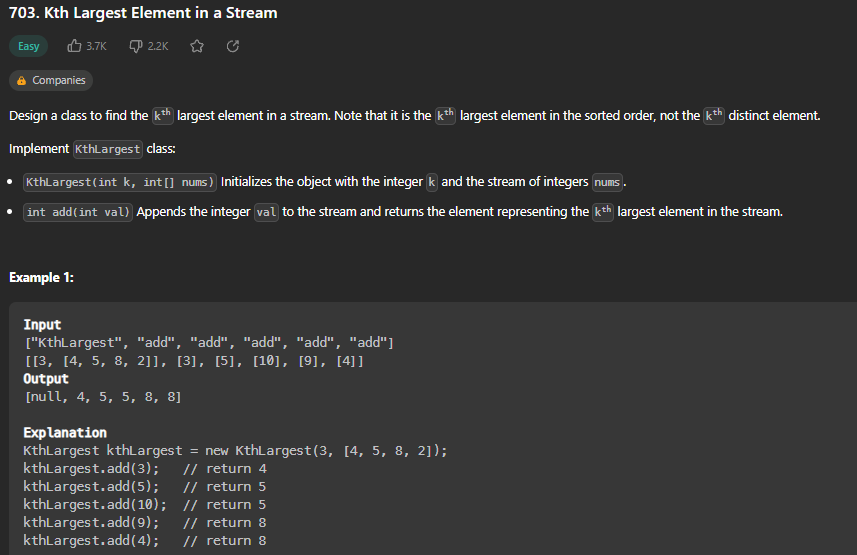 703. Kth Largest Element in a Stream
Easy 3.7K 2.2K
Companies
Design a class to find the kth largest element in a stream. Note that it is the kth largest element in the sorted order, not the kth distinct element.
Implement KthLargest class:
• KthLargest(int k, int[] nums) Initializes the object with the integer k and the stream of integers nums.
• int add(int val) Appends the integer val to the stream and returns the element representing the kth largest element in the stream.
Example 1:
Input
["KthLargest", "add", "add", "add", "add", "add"]
[[3, [4, 5, 8, 2]], [3], [5], [10], [9], [4]]
Output
[null, 4, 5, 5, 8, 8]
Explanation
KthLargest kthLargest = new KthLargest(3, [4, 5, 8, 2]);
kthLargest.add(3);   // return 4
kthLargest.add(5);   // return 5
kthLargest.add(10);  // return 5
kthLargest.add(9);   // return 8
kthLargest.add(4);   // return 8